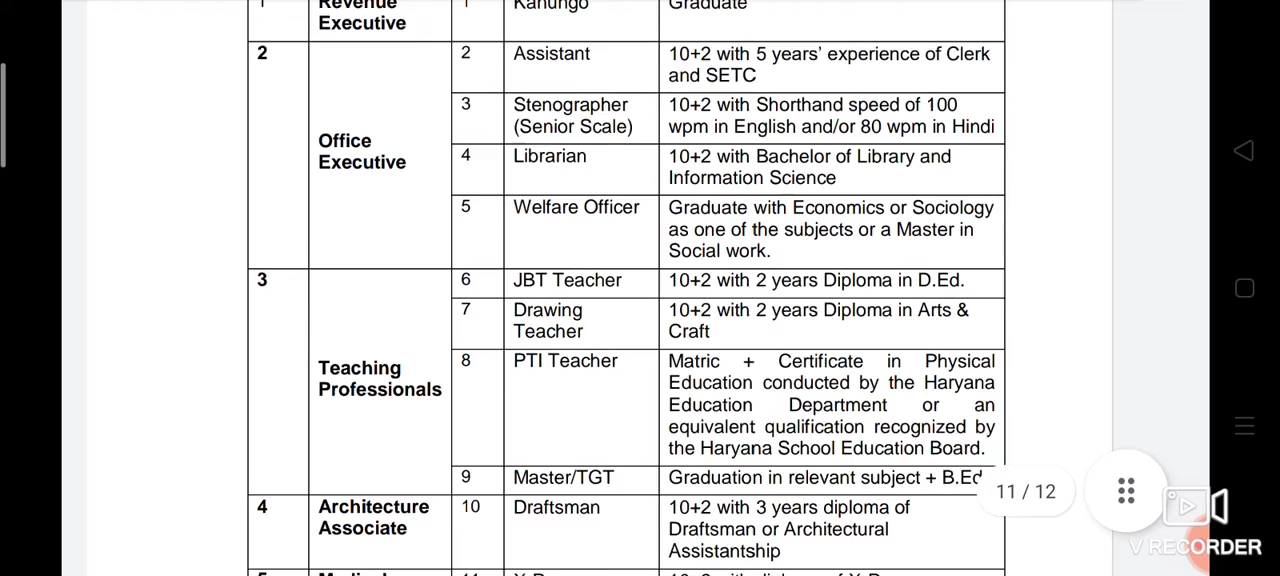 1 Revenue 1 Kanungo Graduate
Executive
2 2 Assistant 10+2 with 5 years' experience of Clerk
and SETC
3 Stenographer 10+2 with Shorthand speed of 100
(Senior Scale) wpm in English and/or 80 wpm in Hindi
Office
Executive
4 Librarian 10+2 with Bachelor of Library and
Information Science
5 Welfare Officer Graduate with Economics or Sociology
as one of the subjects or a Master in
Social work.
3 6 JBT Teacher 10+2 with 2 years Diploma in D.Ed.
7 Drawing 10+2 with 2 years Diploma in Arts &
Teacher Craft
Teaching
Professionals
8 PTI Teacher Matric + Certificate in Physical
Education conducted by the Haryana
Education Department or an
equivalent qualification recognized by
the Haryana School Education Board.
9 Master/TGT Graduation in relevant subject + B.Ed
11 / 12
4 Architecture 10 Draftsman 10+2 with 3 years diploma of
Associate Draftsman or Architectural
Assistantship
V RECORDER